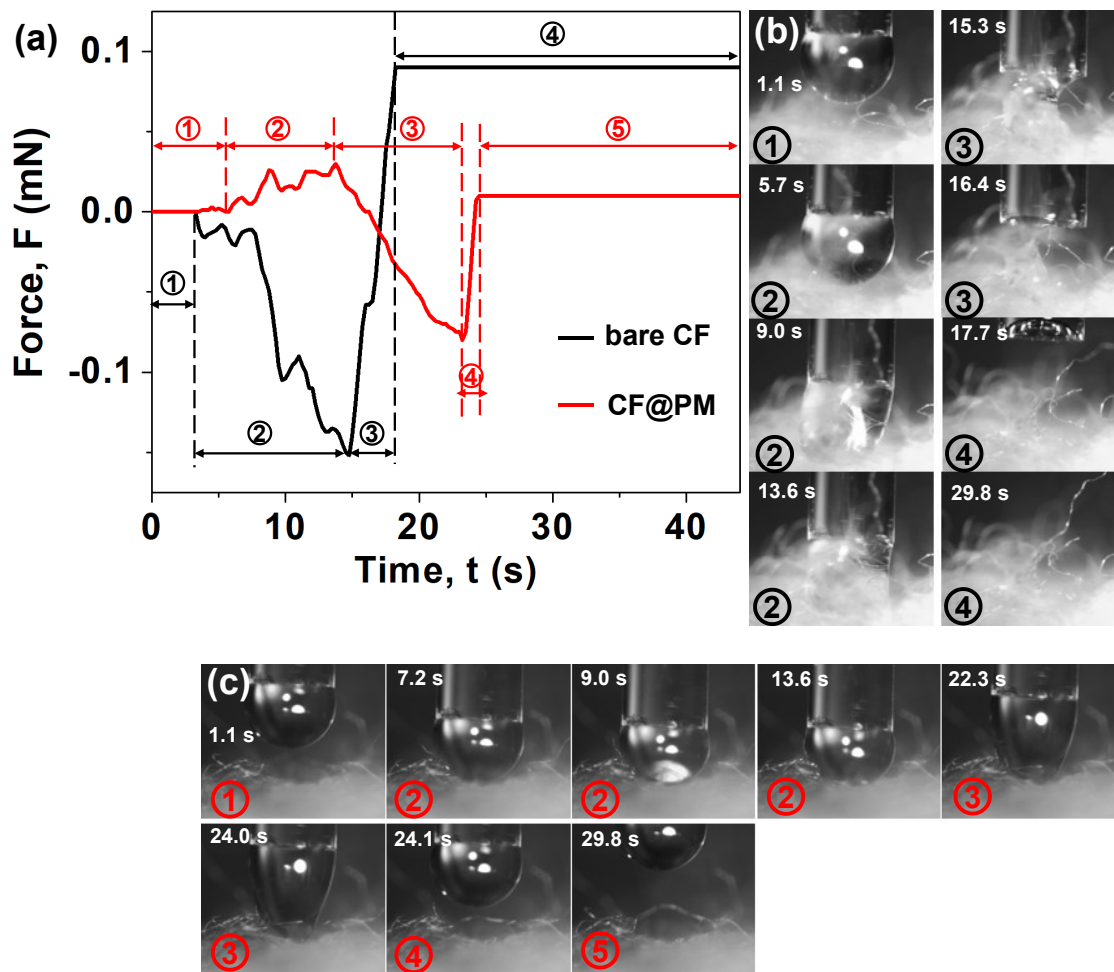 (a)
0.1
0.0
-0.1
Force, F (mN)
① ② ③ ④ ⑤
④
①
② ③
bare CF
CF@PM
0 10 20 30 40
Time, t (s)
(b)
1.1 s
①
15.3 s
③
5.7 s
②
16.4 s
③
9.0 s
②
17.7 s
④
13.6 s
②
29.8 s
④
(c)
1.1 s
①
7.2 s
②
9.0 s
②
13.6 s
②
22.3 s
③
24.0 s
③
24.1 s
④
29.8 s
⑤